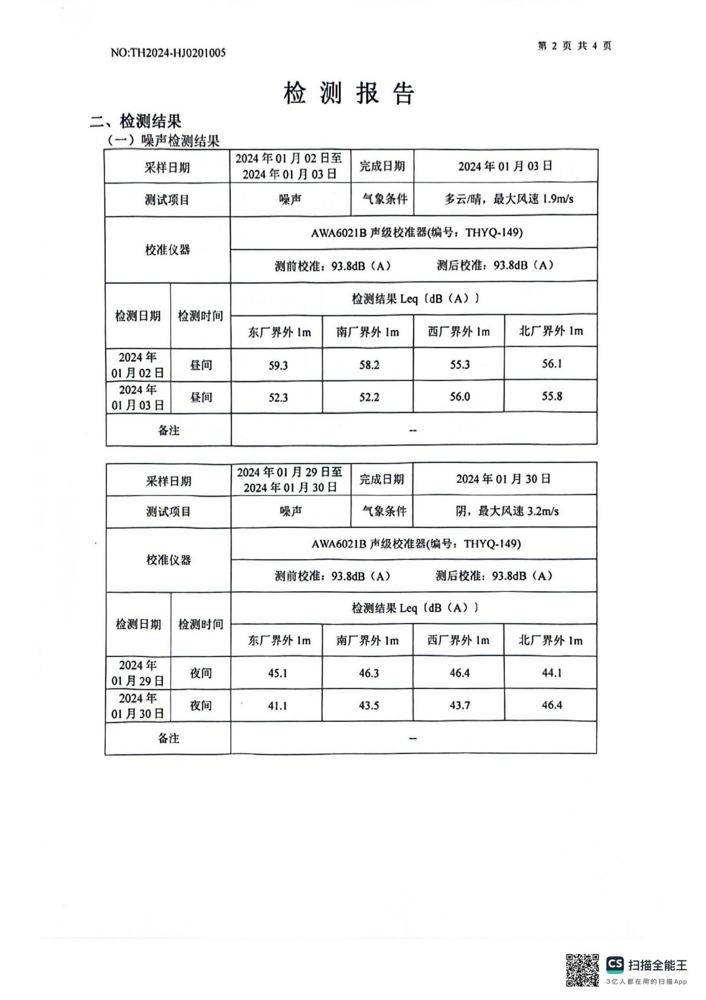 NO:TH2024-HJ0201005
第 2 页 共 4 页
检测报告
二、检测结果
（一）噪声检测结果
采样日期 2024 年 01 月 02 日至 2024 年 01 月 03 日 完成日期 2024 年 01 月 03 日
测试项目 噪声 气象条件 多云/晴，最大风速 1.9m/s
校准仪器 AWA6021B 声级校准器(编号：THYQ-149)
测前校准：93.8dB（A） 测后校准：93.8dB（A）
检测日期 检测时间 检测结果 Leq〔dB（A）〕
东厂界外 1m 南厂界外 1m 西厂界外 1m 北厂界外 1m
2024 年 01 月 02 日 昼间 59.3 58.2 55.3 56.1
2024 年 01 月 03 日 昼间 52.3 52.2 56.0 55.8
备注 --
采样日期 2024 年 01 月 29 日至 2024 年 01 月 30 日 完成日期 2024 年 01 月 30 日
测试项目 噪声 气象条件 阴，最大风速 3.2m/s
校准仪器 AWA6021B 声级校准器(编号：THYQ-149)
测前校准：93.8dB（A） 测后校准：93.8dB（A）
检测日期 检测时间 检测结果 Leq〔dB（A）〕
东厂界外 1m 南厂界外 1m 西厂界外 1m 北厂界外 1m
2024 年 01 月 29 日 夜间 45.1 46.3 46.4 44.1
2024 年 01 月 30 日 夜间 41.1 43.5 43.7 46.4
备注 --
CS 扫描全能王
3亿人都在用的扫描App